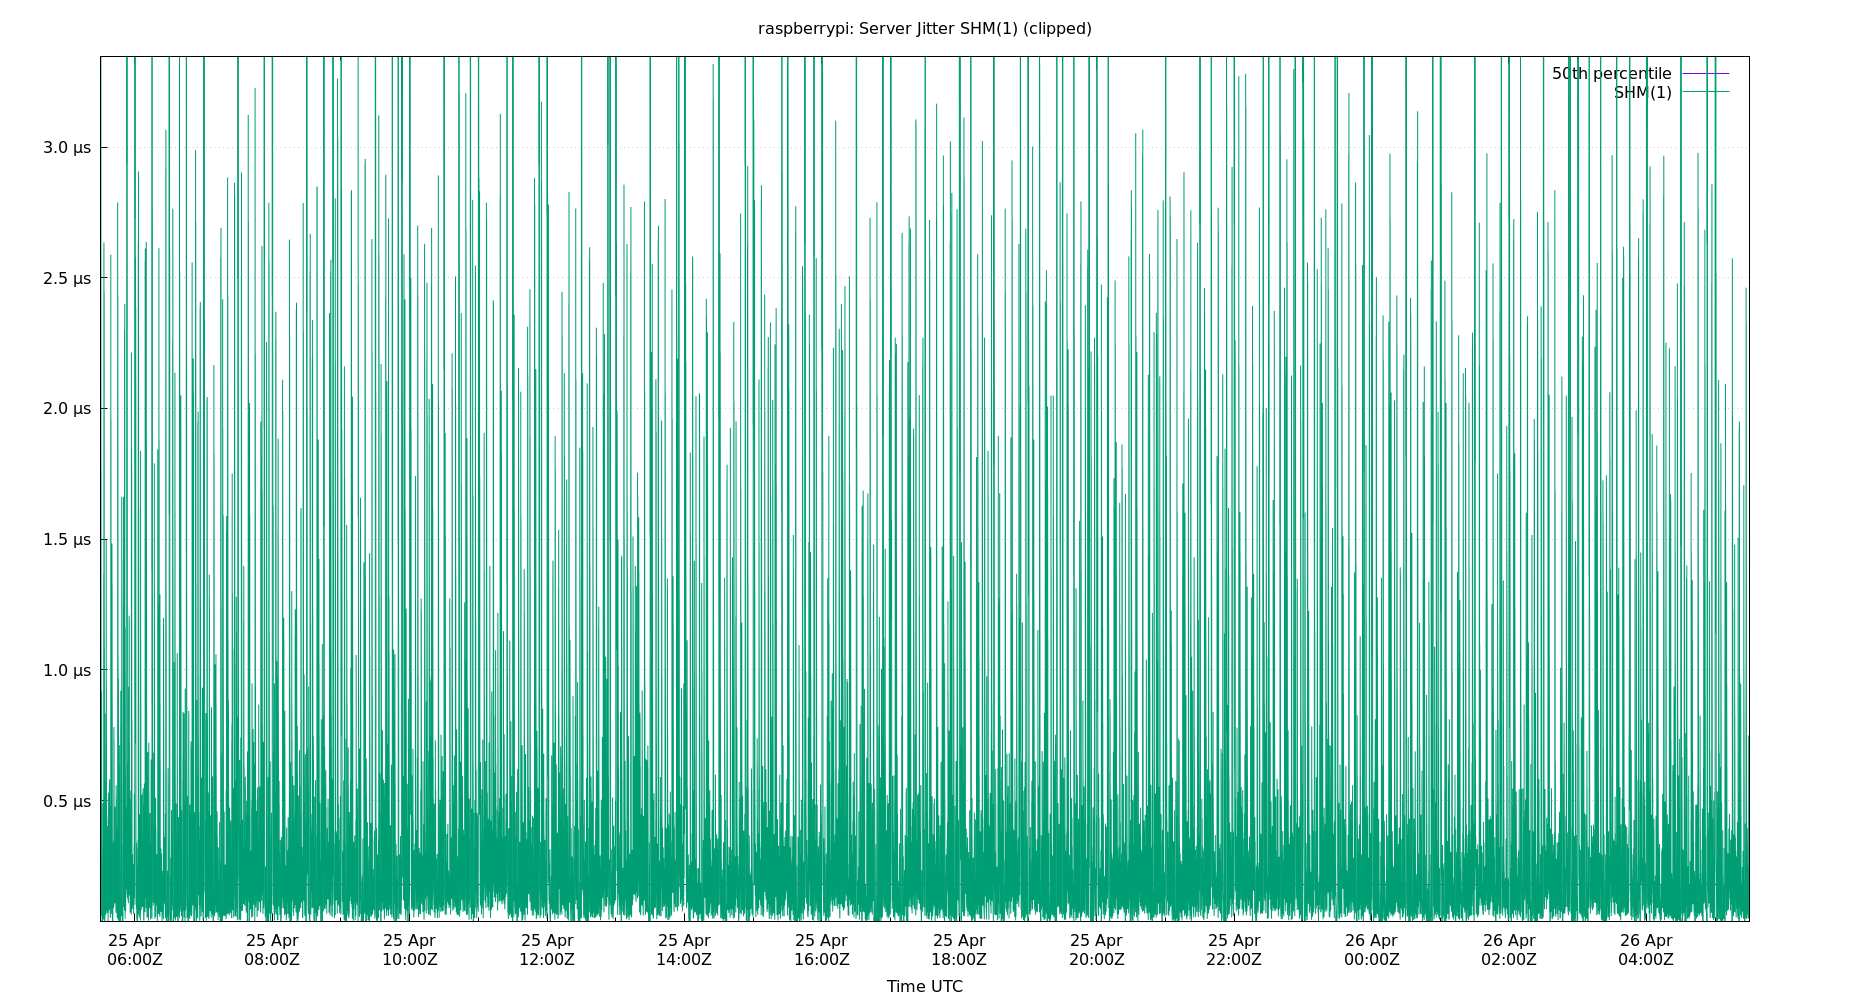 raspberrypi: Server Jitter SHM(1) (clipped)
50th percentile
SHM(1)
3.0 µs
2.5 µs
2.0 µs
1.5 µs
1.0 µs
0.5 µs
25 Apr 25 Apr 25 Apr 25 Apr 25 Apr 25 Apr 25 Apr 25 Apr 25 Apr 26 Apr 26 Apr 26 Apr
06:00Z 08:00Z 10:00Z 12:00Z 14:00Z 16:00Z 18:00Z 20:00Z 22:00Z 00:00Z 02:00Z 04:00Z
Time UTC